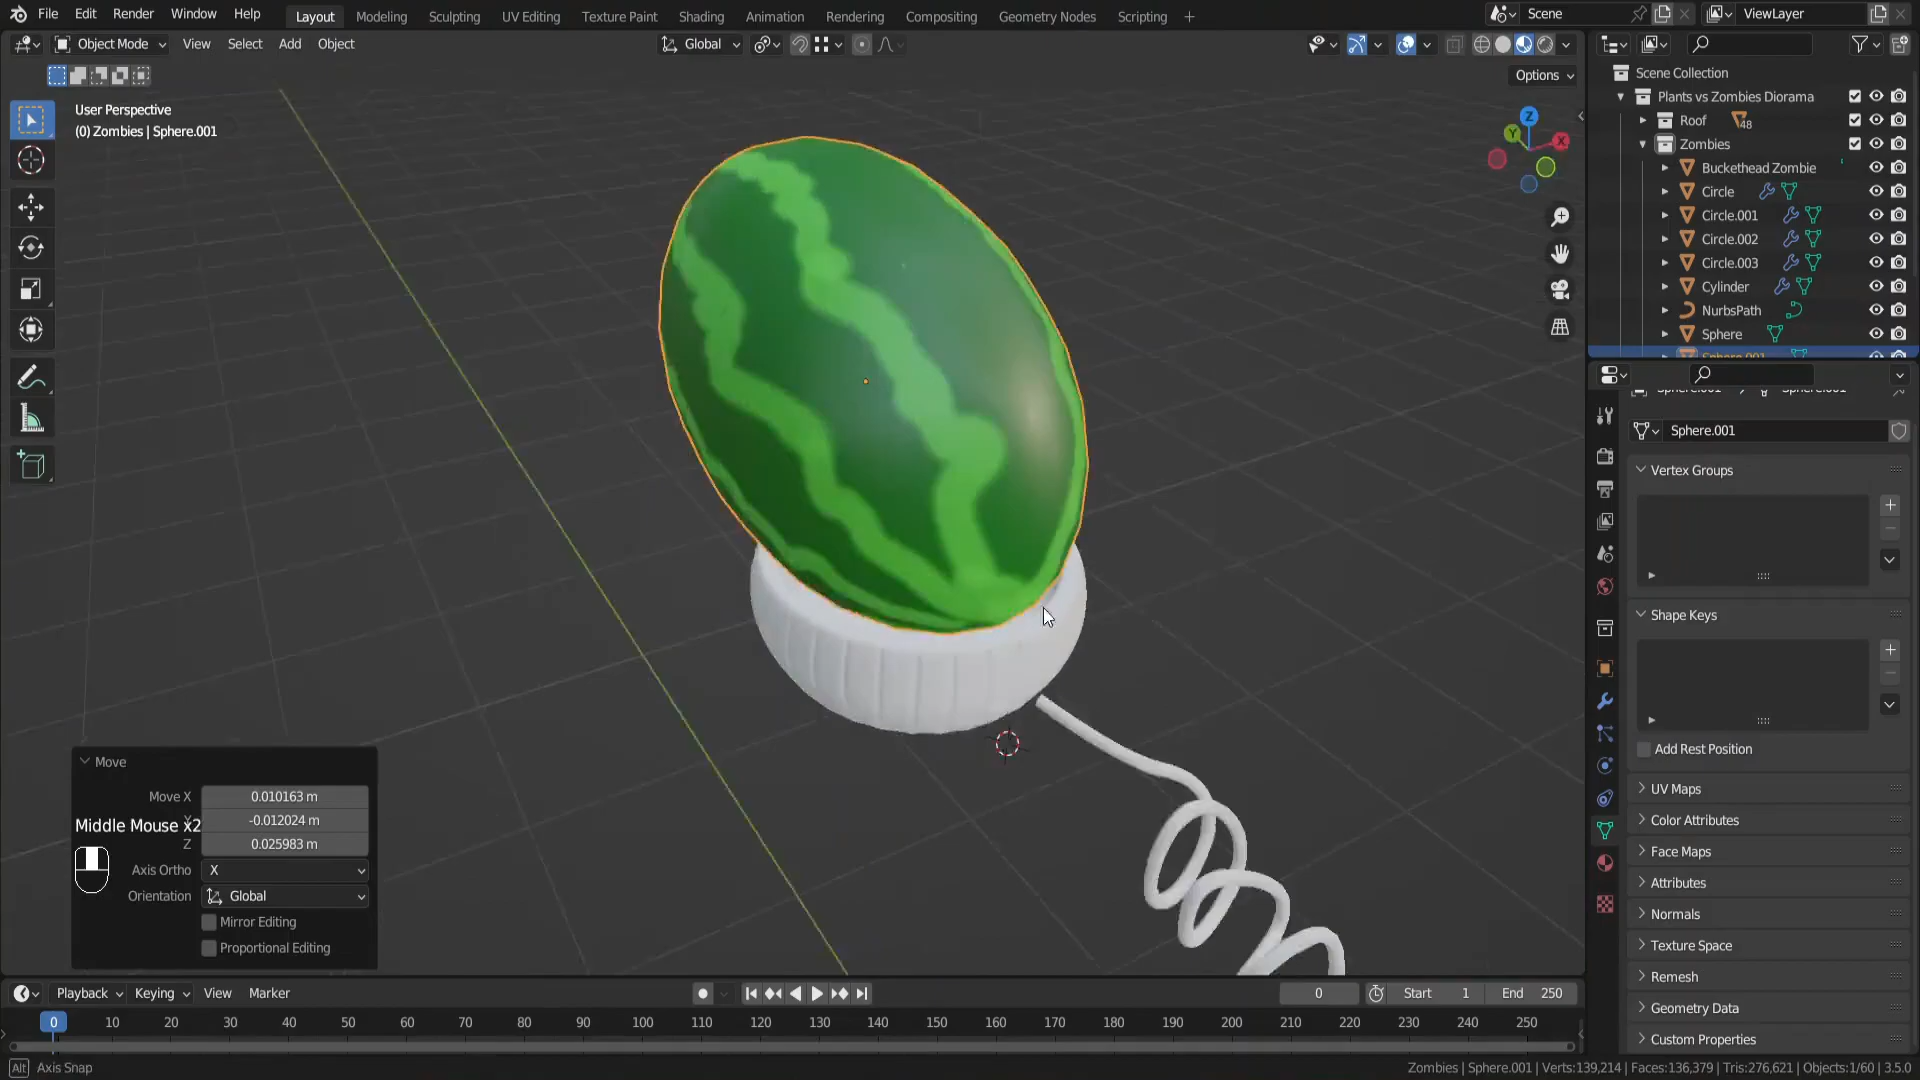 File Edit Render Window Help Layout Modeling Sculpting UV Editing Texture Paint Shading Animation Rendering Compositing Geometry Nodes Scripting + Scene ViewLayer
Object Mode View Select Add Object Global
Options
User Perspective
(0) Zombies | Sphere.001
Z
Y
X
Scene Collection
Plants vs Zombies Diorama
Roof 48
Zombies
Buckethead Zombie
Circle
Circle.001
Circle.002
Circle.003
Cylinder
NurbsPath
Sphere
Sphere.001
Sphere.001 Sphere.001
Sphere.001
Vertex Groups
Shape Keys
Add Rest Position
UV Maps
Color Attributes
Face Maps
Attributes
Normals
Texture Space
Remesh
Geometry Data
Custom Properties
Move
Move X 0.010163 m
Middle Mouse x2 -0.012024 m
Z 0.025983 m
Axis Ortho X
Orientation Global
Mirror Editing
Proportional Editing
Playback Keying View Marker 0 Start 1 End 250
0 10 20 30 40 50 60 70 80 90 100 110 120 130 140 150 160 170 180 190 200 210 220 230 240 250
Alt Axis Snap Zombies | Sphere.001 | Verts:139,214 | Faces:136,379 | Tris:276,621 | Objects:1/60 | 3.5.0